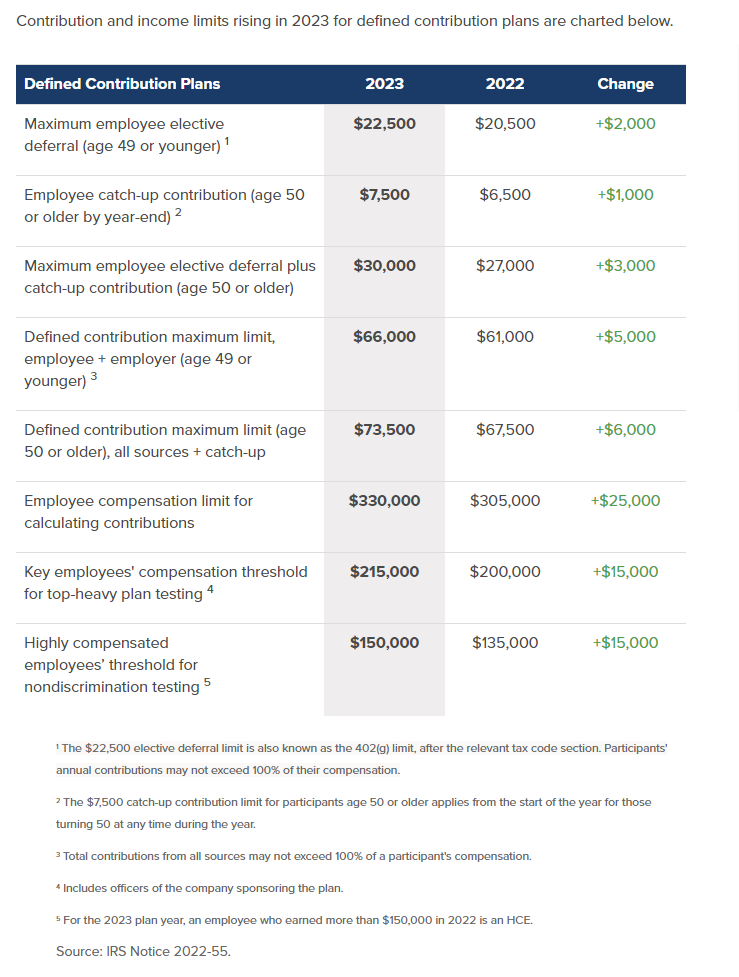 Contribution and income limits rising in 2023 for defined contribution plans are charted below.
Defined Contribution Plans 2023 2022 Change
Maximum employee elective $22,500 $20,500 +$2,000
deferral (age 49 or younger) 1
Employee catch-up contribution (age 50 $7,500 $6,500 +$1,000
or older by year-end) 2
Maximum employee elective deferral plus $30,000 $27,000 +$3,000
catch-up contribution (age 50 or older)
Defined contribution maximum limit, $66,000 $61,000 +$5,000
employee + employer (age 49 or
younger) 3
Defined contribution maximum limit (age $73,500 $67,500 +$6,000
50 or older), all sources + catch-up
Employee compensation limit for $330,000 $305,000 +$25,000
calculating contributions
Key employees' compensation threshold $215,000 $200,000 +$15,000
for top-heavy plan testing 4
Highly compensated $150,000 $135,000 +$15,000
employees' threshold for
nondiscrimination testing 5
1 The $22,500 elective deferral limit is also known as the 402(g) limit, after the relevant tax code section. Participants'
annual contributions may not exceed 100% of their compensation.
2 The $7,500 catch-up contribution limit for participants age 50 or older applies from the start of the year for those
turning 50 at any time during the year.
3 Total contributions from all sources may not exceed 100% of a participant's compensation.
4 Includes officers of the company sponsoring the plan.
5 For the 2023 plan year, an employee who earned more than $150,000 in 2022 is an HCE.
Source: IRS Notice 2022-55.